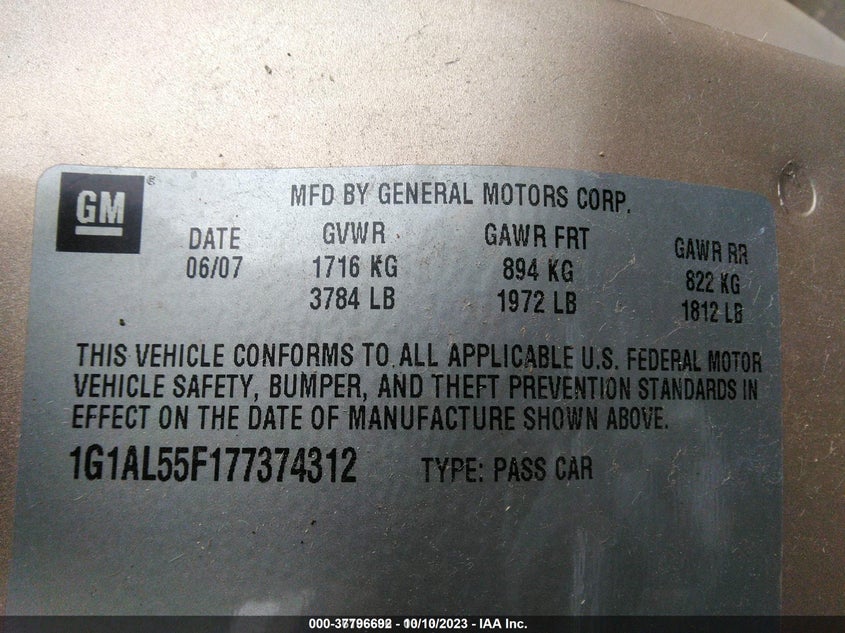 GM®
MFD BY GENERAL MOTORS CORP.
DATE GVWR GAWR FRT GAWR RR
06/07 1716 KG 894 KG 822 KG
3784 LB 1972 LB 1812 LB
THIS VEHICLE CONFORMS TO ALL APPLICABLE U.S. FEDERAL MOTOR
VEHICLE SAFETY, BUMPER, AND THEFT PREVENTION STANDARDS IN
EFFECT ON THE DATE OF MANUFACTURE SHOWN ABOVE.
1G1AL55F177374312 TYPE: PASS CAR
10/10/2023 - IAA Inc.